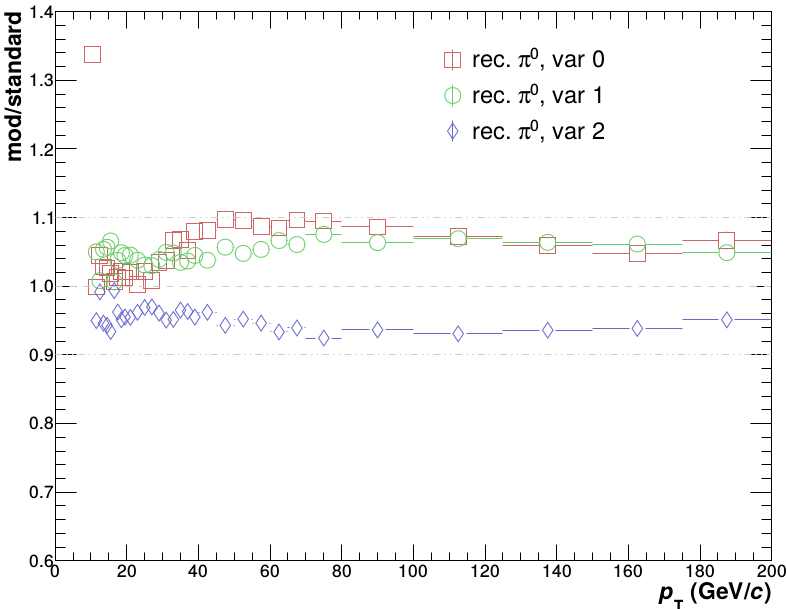 mod/standard
1.4
1.3
1.2
1.1
1.0
0.9
0.8
0.7
0.6
rec. π⁰, var 0
rec. π⁰, var 1
rec. π⁰, var 2
0 20 40 60 80 100 120 140 160 180 200
p_T (GeV/c)